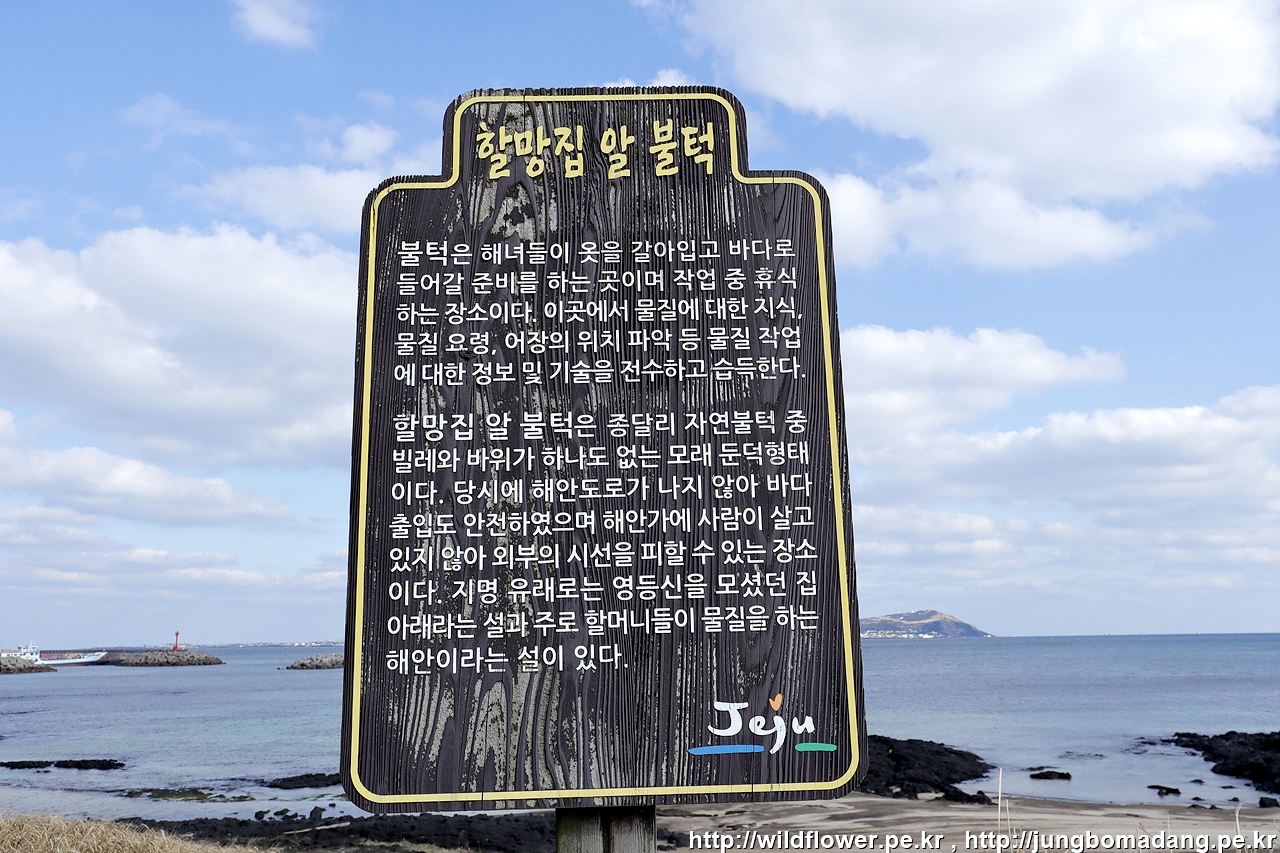 할망집 알 불턱
불턱은 해녀들이 옷을 갈아입고 바다로
들어갈 준비를 하는 곳이며 작업 중 휴식
하는 장소이다. 이곳에서 물질에 대한 지식,
물질 요령, 어장의 위치 파악 등 물질 작업
에 대한 정보 및 기술을 전수하고 습득한다.
할망집 알 불턱은 종달리 자연불턱 중
빌레와 바위가 하나도 없는 모래 둔덕형태
이다. 당시에 해안도로가 나지 않아 바다
출입도 안전하였으며 해안가에 사람이 살고
있지 않아 외부의 시선을 피할 수 있는 장소
이다. 지명 유래로는 영등신을 모셨던 집
아래라는 설과 주로 할머니들이 물질을 하는
해안이라는 설이 있다.
Jeju
http://wildflower.pe.kr , http://jungbomadang.pe.kr